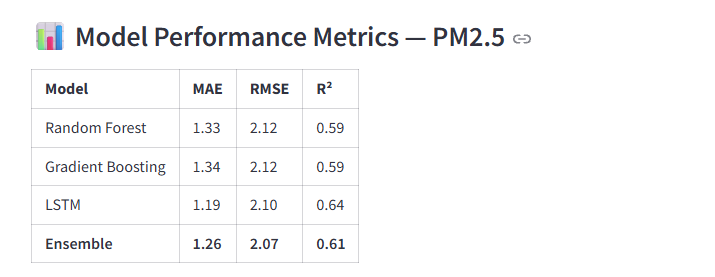 Model Performance Metrics — PM2.5
Model MAE RMSE R²
Random Forest 1.33 2.12 0.59
Gradient Boosting 1.34 2.12 0.59
LSTM 1.19 2.10 0.64
Ensemble 1.26 2.07 0.61